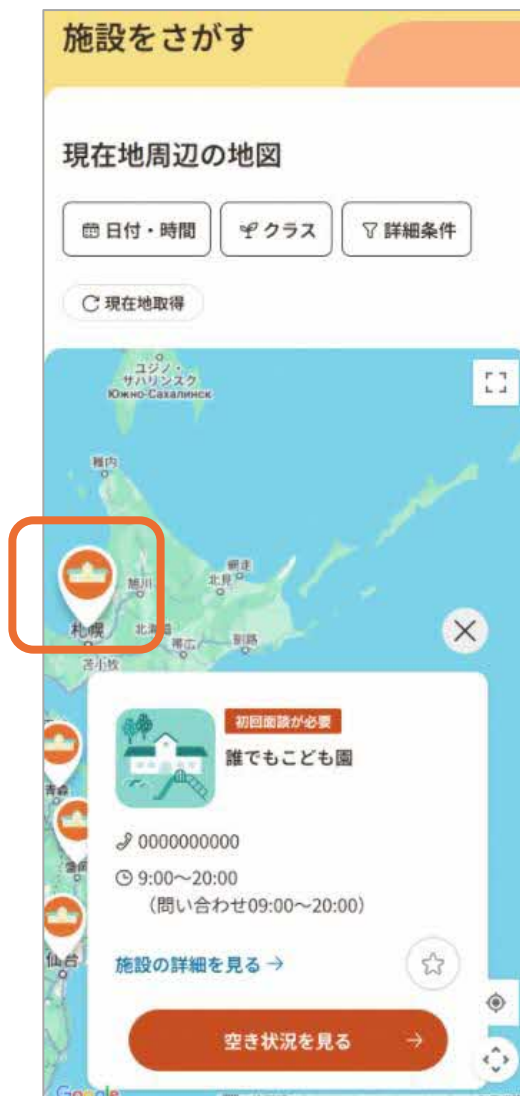 施設をさがす
現在地周辺の地図
日付・時間
クラス
詳細条件
現在地取得
ユジノ・
サハリンスク
Южно-Сахалинск
稚内
旭川
網走
北見
札幌
北海道
帯広
釧路
苫小牧
初回面談が必要
誰でもこども園
青森
0000000000
盛岡
9:00～20:00
（問い合わせ09:00～20:00）
仙台
施設の詳細を見る→
空き状況を見る →
Google